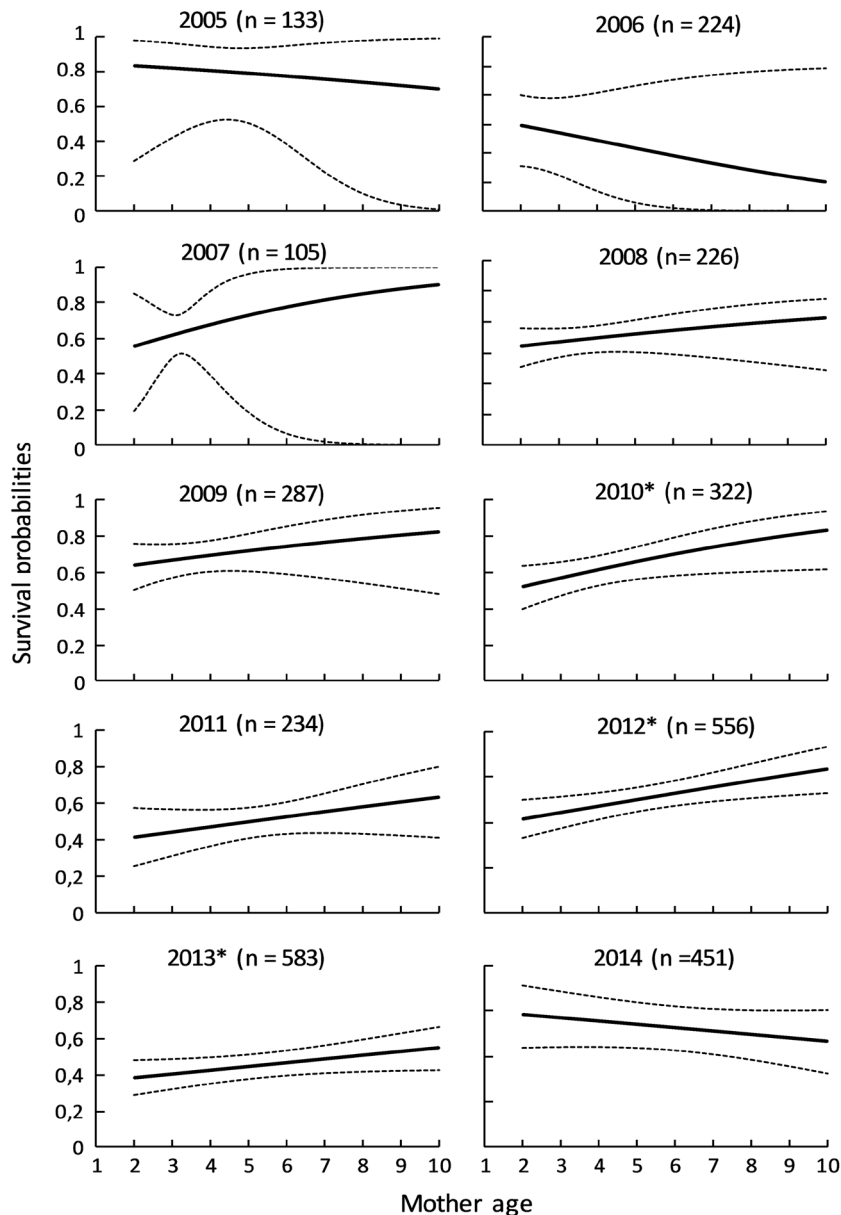 2005 (n = 133)
1
0.8
0.6
0.4
0.2
0
2006 (n = 224)
2007 (n = 105)
1
0.8
0.6
0.4
0.2
0
2008 (n= 226)
Survival probabilities
2009 (n = 287)
1
0.8
0.6
0.4
0.2
0
2010* (n = 322)
2011 (n = 234)
1
0,8
0,6
0,4
0,2
0
2012* (n = 556)
2013* (n = 583)
1
0,8
0,6
0,4
0,2
0
1 2 3 4 5 6 7 8 9 10
2014 (n =451)
1 2 3 4 5 6 7 8 9 10
Mother age